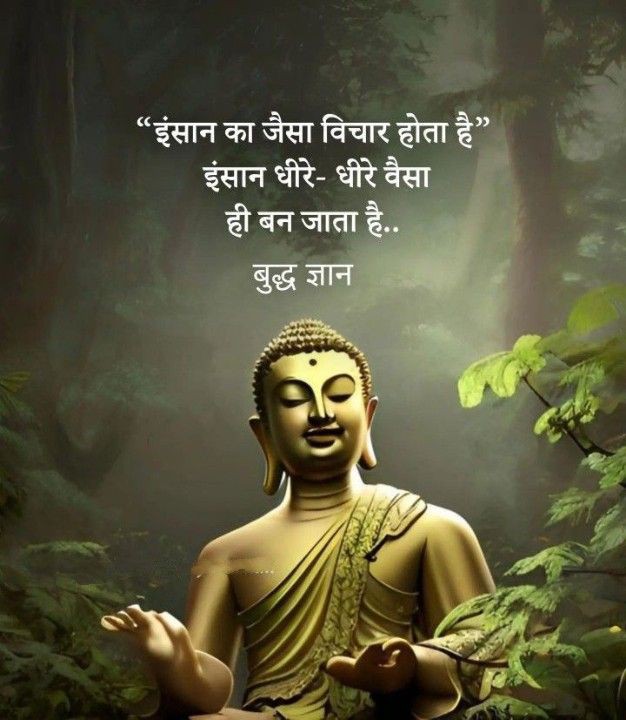 “इंसान का जैसा विचार होता है”
इंसान धीरे- धीरे वैसा
ही बन जाता है..
बुद्ध ज्ञान